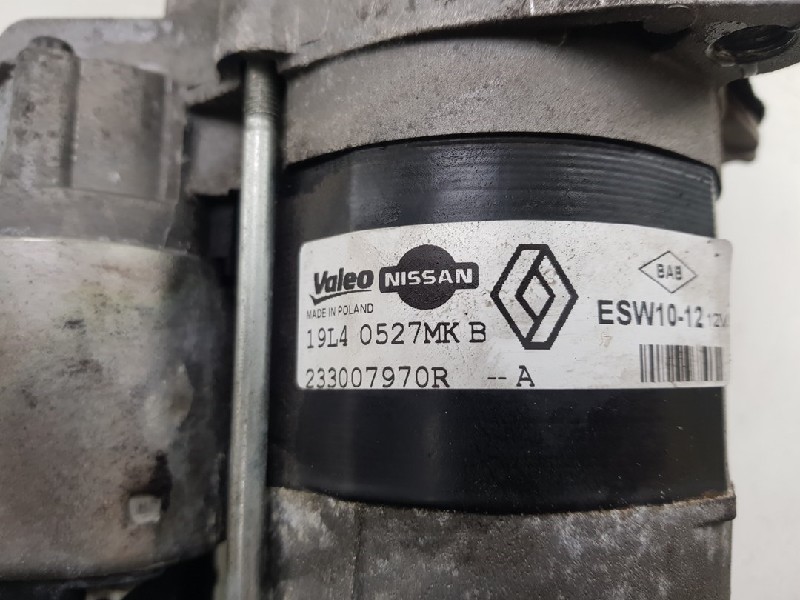 Valeo NISSAN
MADE IN POLAND
BAB
ESW10-12
19L4 0527MK B
233007970R -- A